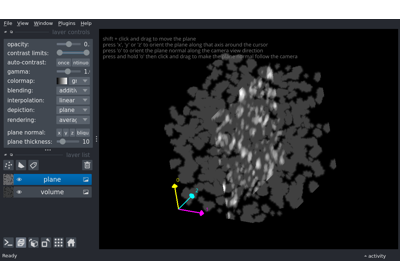 File View Window Plugins Help
layer controls
opacity: 0.
contrast limits:
auto-contrast: once
gamma: 1.
colormap: gr
blending: additiv
interpolation: linear
depiction: plane
rendering: averag
plane normal: x y z
plane thickness: 10
layer list
plane
volume
Ready
activity
shift + click and drag to move the plane
press 'x', 'y' or 'z' to orient the plane along that axis around the cursor
press 'o' to orient the plane normal along the camera view direction
press and hold 'o' then click and drag to make the plane normal follow the camera